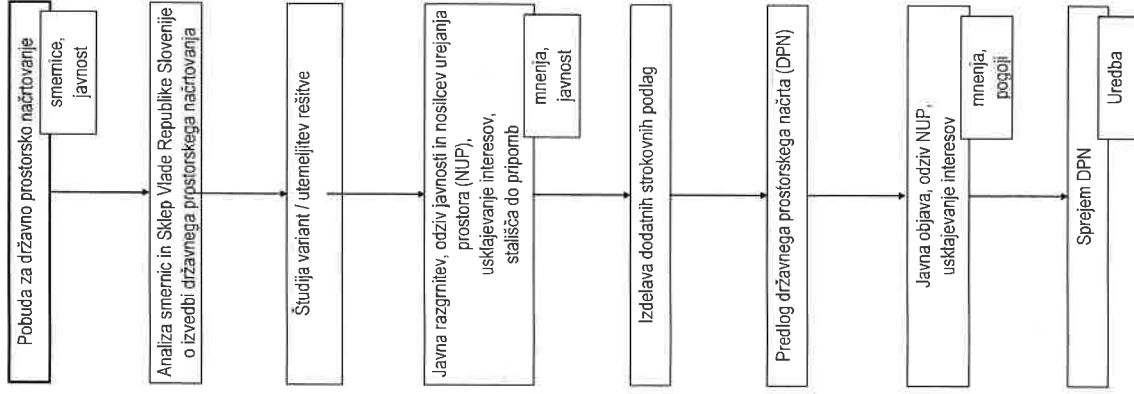 Pobuda za državno prostorsko načrtovanje
smernice,
javnost
Analiza smernic in Sklep Vlade Republike Slovenije
o izvedbi državnega prostorskega načrtovanja
Študija variant / utemeljitev rešitve
Javna razgrnitev, odziv javnosti in nosilcev urejanja
prostora (NUP),
usklajevanje interesov,
stališča do pripomb
mnenja,
javnost
Izdelava dodatnih strokovnih podlag
Predlog državnega prostorskega načrta (DPN)
Javna objava, odziv NUP,
usklajevanje interesov
mnenja,
pogoji
Sprejem DPN
Uredba